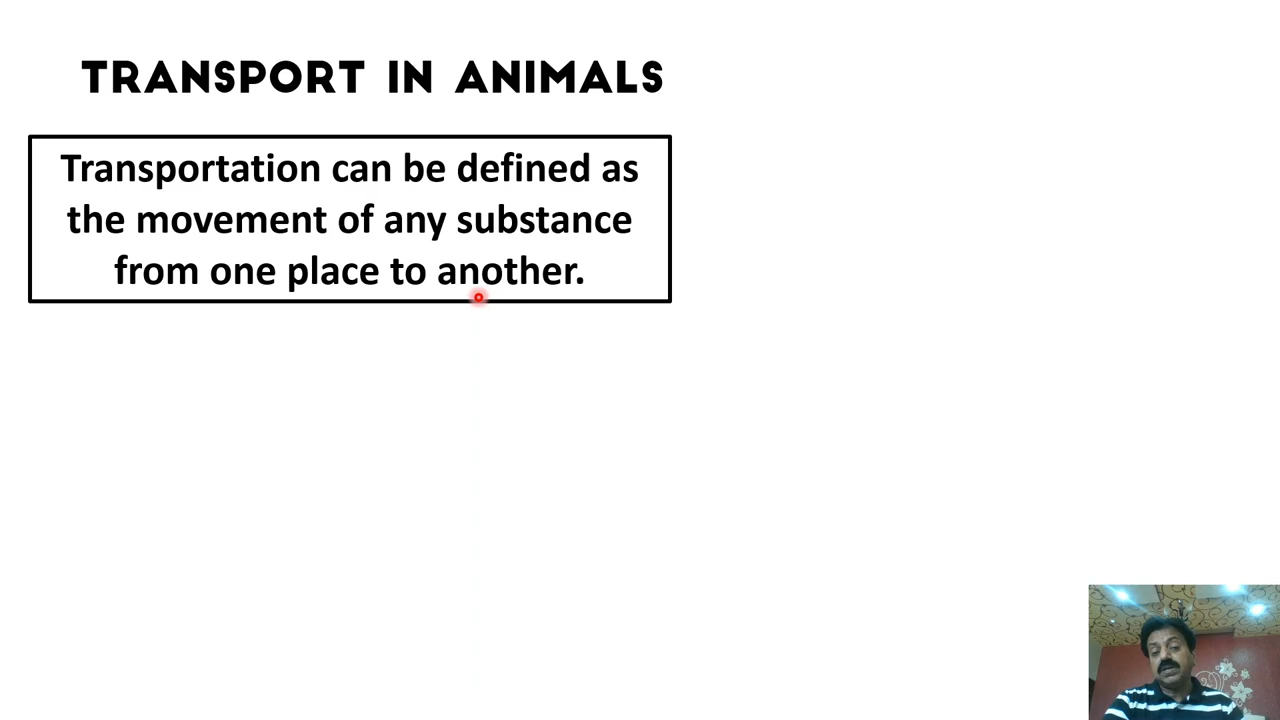 TRANSPORT IN ANIMALS
Transportation can be defined as
the movement of any substance
from one place to another.